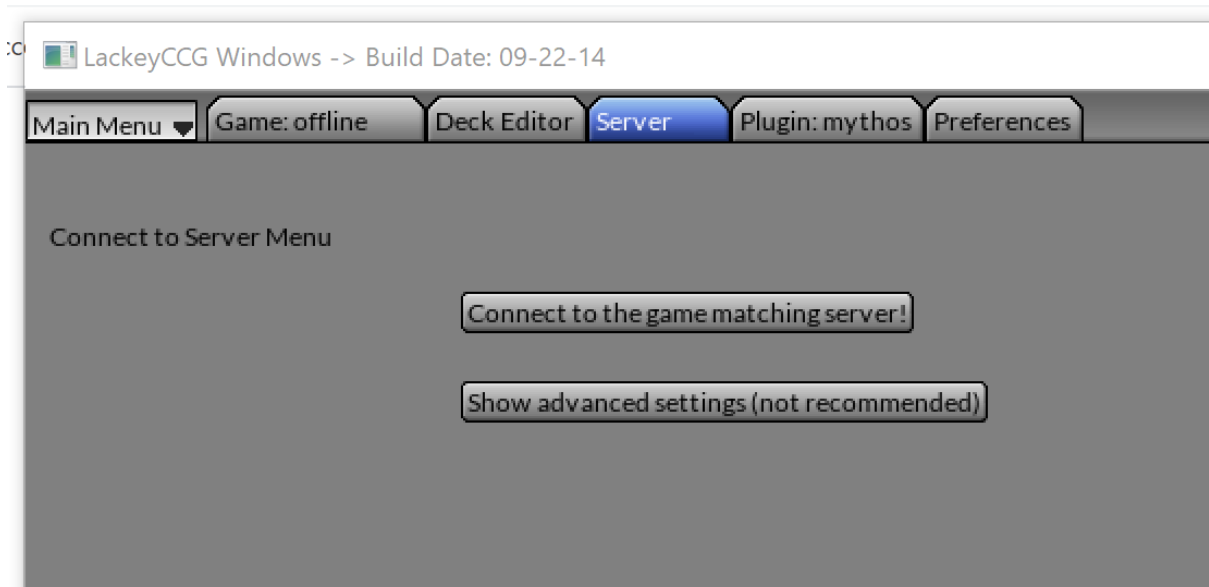 LackeyCCG Windows -> Build Date: 09-22-14
Main Menu Game: offline Deck Editor Server Plugin: mythos Preferences
Connect to Server Menu
Connect to the game matching server!
Show advanced settings (not recommended)